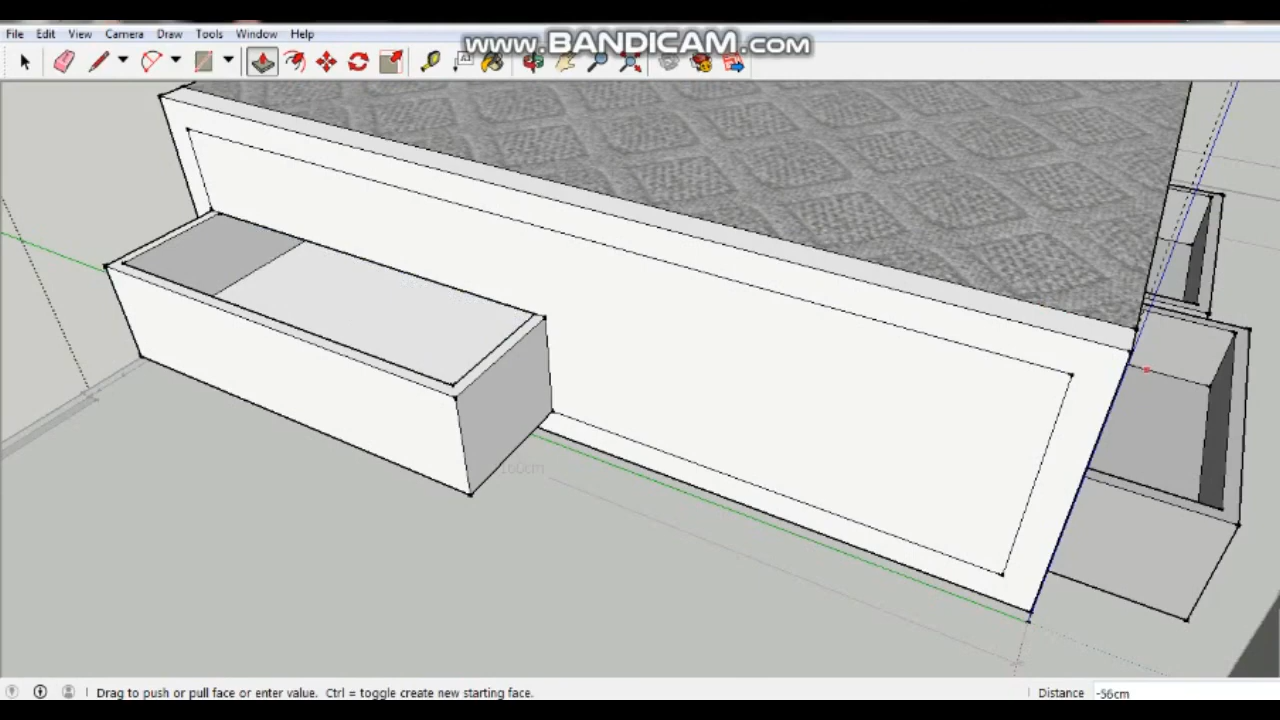 www.BANDICAM.com
File Edit View Camera Draw Tools Window Help
160cm
Drag to push or pull face or enter value. Ctrl = toggle create new starting face. Distance -56cm